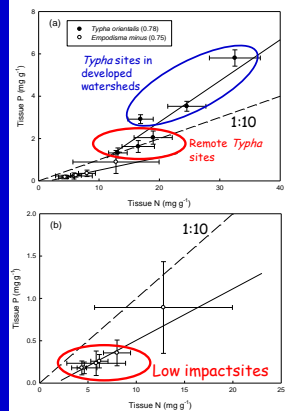 (a)
Typha orientalis (0.78)
Empodisma minus (0.75)
Typha sites in
developed
watersheds
1:10
Remote Typha
sites
Tissue P (mg g-1)
8
6
4
2
0
0 10 20 30 40
Tissue N (mg g-1)
(b)
1:10
Low impactsites
Tissue P (mg g-1)
2.0
1.5
1.0
0.5
0.0
0 10 20
Tissue N (mg g-1)